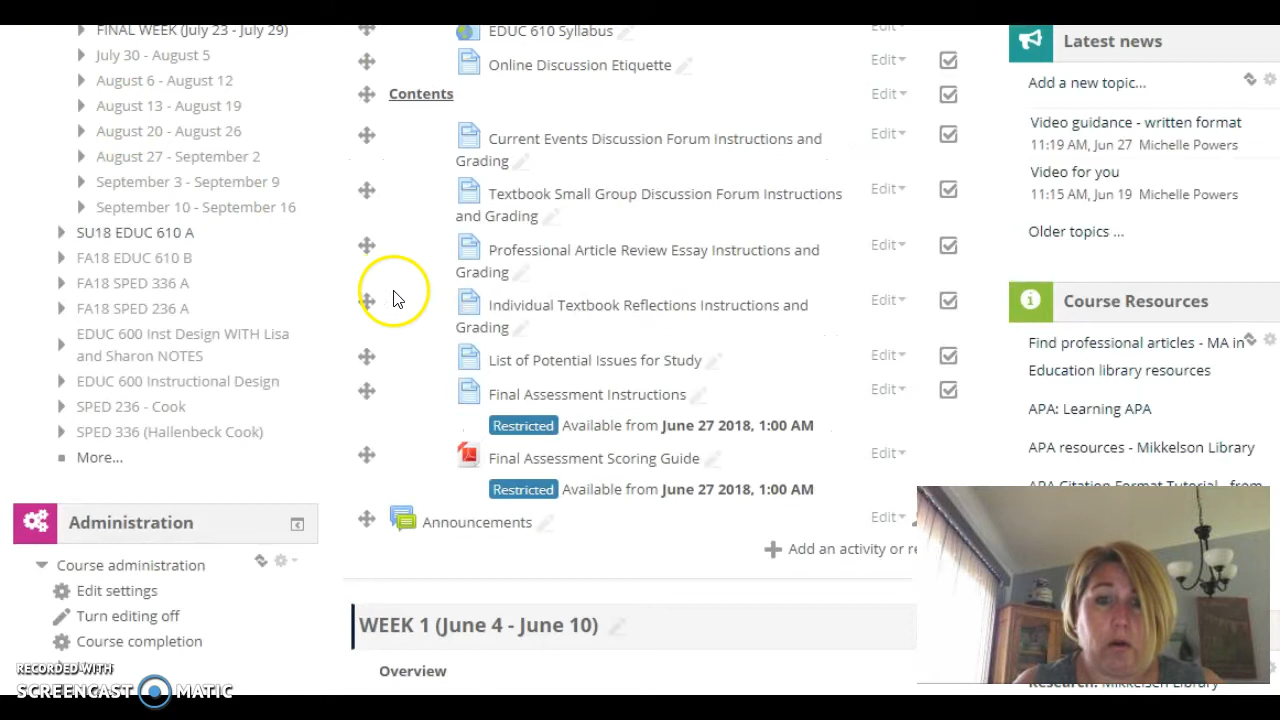 FINAL WEEK (July 23 - July 29)
July 30 - August 5
August 6 - August 12
August 13 - August 19
August 20 - August 26
August 27 - September 2
September 3 - September 9
September 10 - September 16
SU18 EDUC 610 A
FA18 EDUC 610 B
FA18 SPED 336 A
FA18 SPED 236 A
EDUC 600 Inst Design WITH Lisa
and Sharon NOTES
EDUC 600 Instructional Design
SPED 236 - Cook
SPED 336 (Hallenbeck Cook)
More...
Administration
Course administration
Edit settings
Turn editing off
Course completion
RECORDED WITH
SCREENCAST MATIC
EDUC 610 Syllabus
Online Discussion Etiquette
Edit
Contents
Edit
Current Events Discussion Forum Instructions and
Grading
Edit
Textbook Small Group Discussion Forum Instructions
and Grading
Edit
Professional Article Review Essay Instructions and
Grading
Edit
Individual Textbook Reflections Instructions and
Grading
Edit
List of Potential Issues for Study
Edit
Final Assessment Instructions
Edit
Restricted Available from June 27 2018, 1:00 AM
Final Assessment Scoring Guide
Edit
Restricted Available from June 27 2018, 1:00 AM
Announcements
Edit
Add an activity or re
WEEK 1 (June 4 - June 10)
Overview
Latest news
Add a new topic...
Video guidance - written format
11:19 AM, Jun 27 Michelle Powers
Video for you
11:15 AM, Jun 19 Michelle Powers
Older topics ...
Course Resources
Find professional articles - MA in
Education library resources
APA: Learning APA
APA resources - Mikkelson Library
APA Citation Format Tutorial - from
Research: Mikkelsen Library